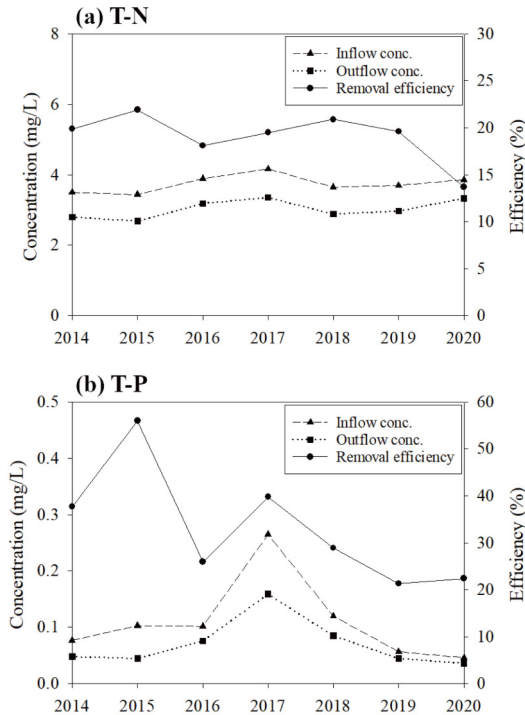 (a) T-N
8
6
4
2
0
Concentration (mg/L)
30
25
20
15
10
5
0
Efficiency (%)
Inflow conc.
Outflow conc.
Removal efficiency
2014 2015 2016 2017 2018 2019 2020
(b) T-P
0.5
0.4
0.3
0.2
0.1
0.0
Concentration (mg/L)
60
50
40
30
20
10
0
Efficiency (%)
Inflow conc.
Outflow conc.
Removal efficiency
2014 2015 2016 2017 2018 2019 2020